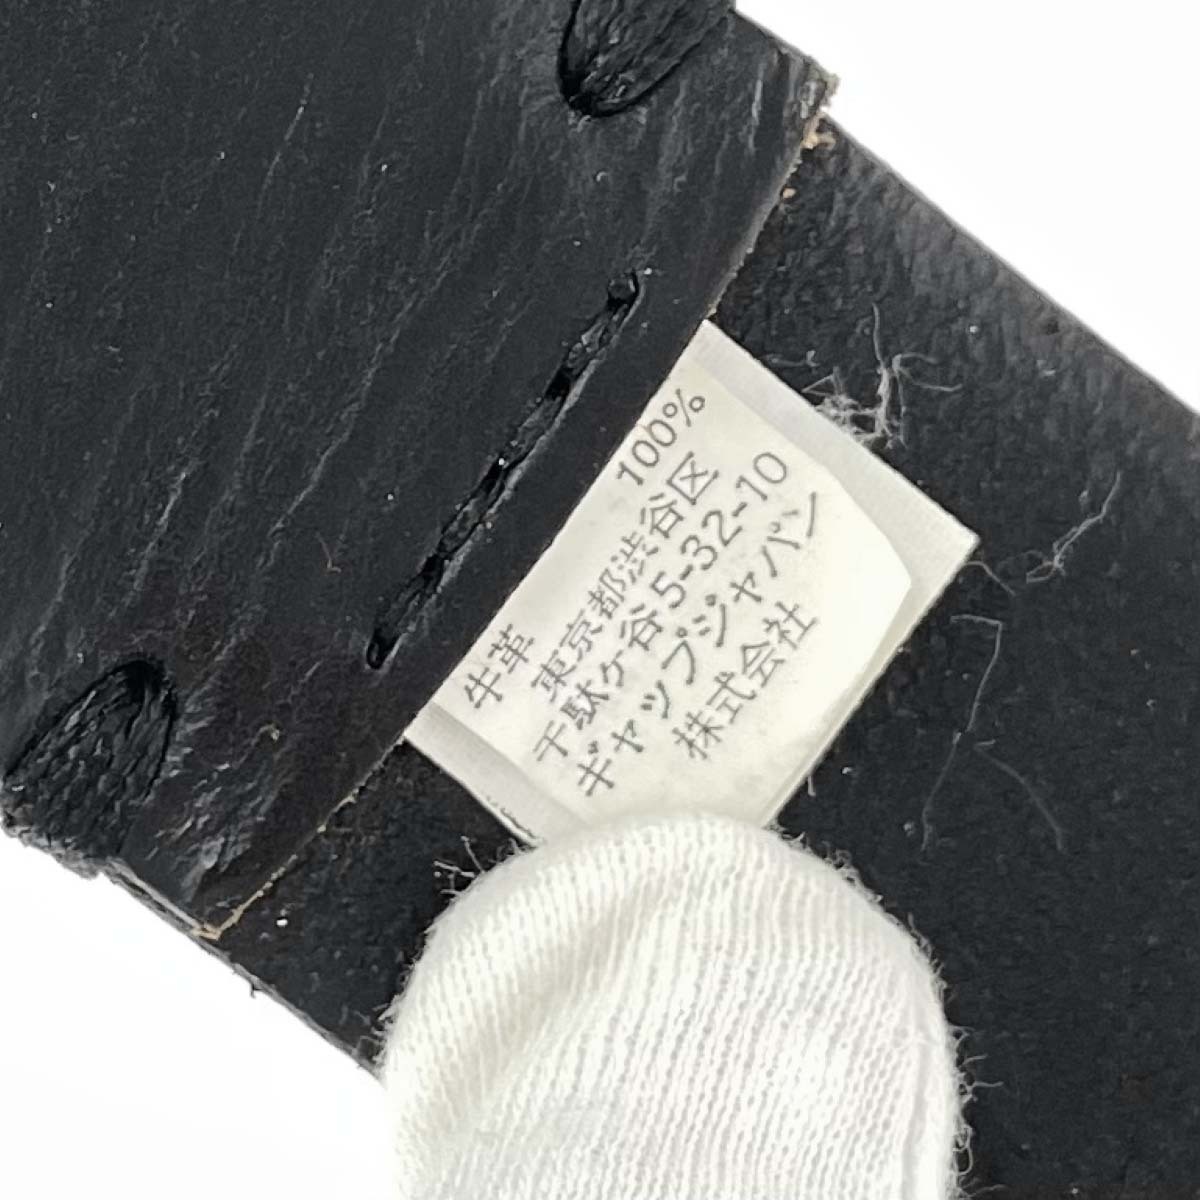 牛革 100%
東京都渋谷区
千駄ケ谷5-32-10
ギャップジャパン
株式会社